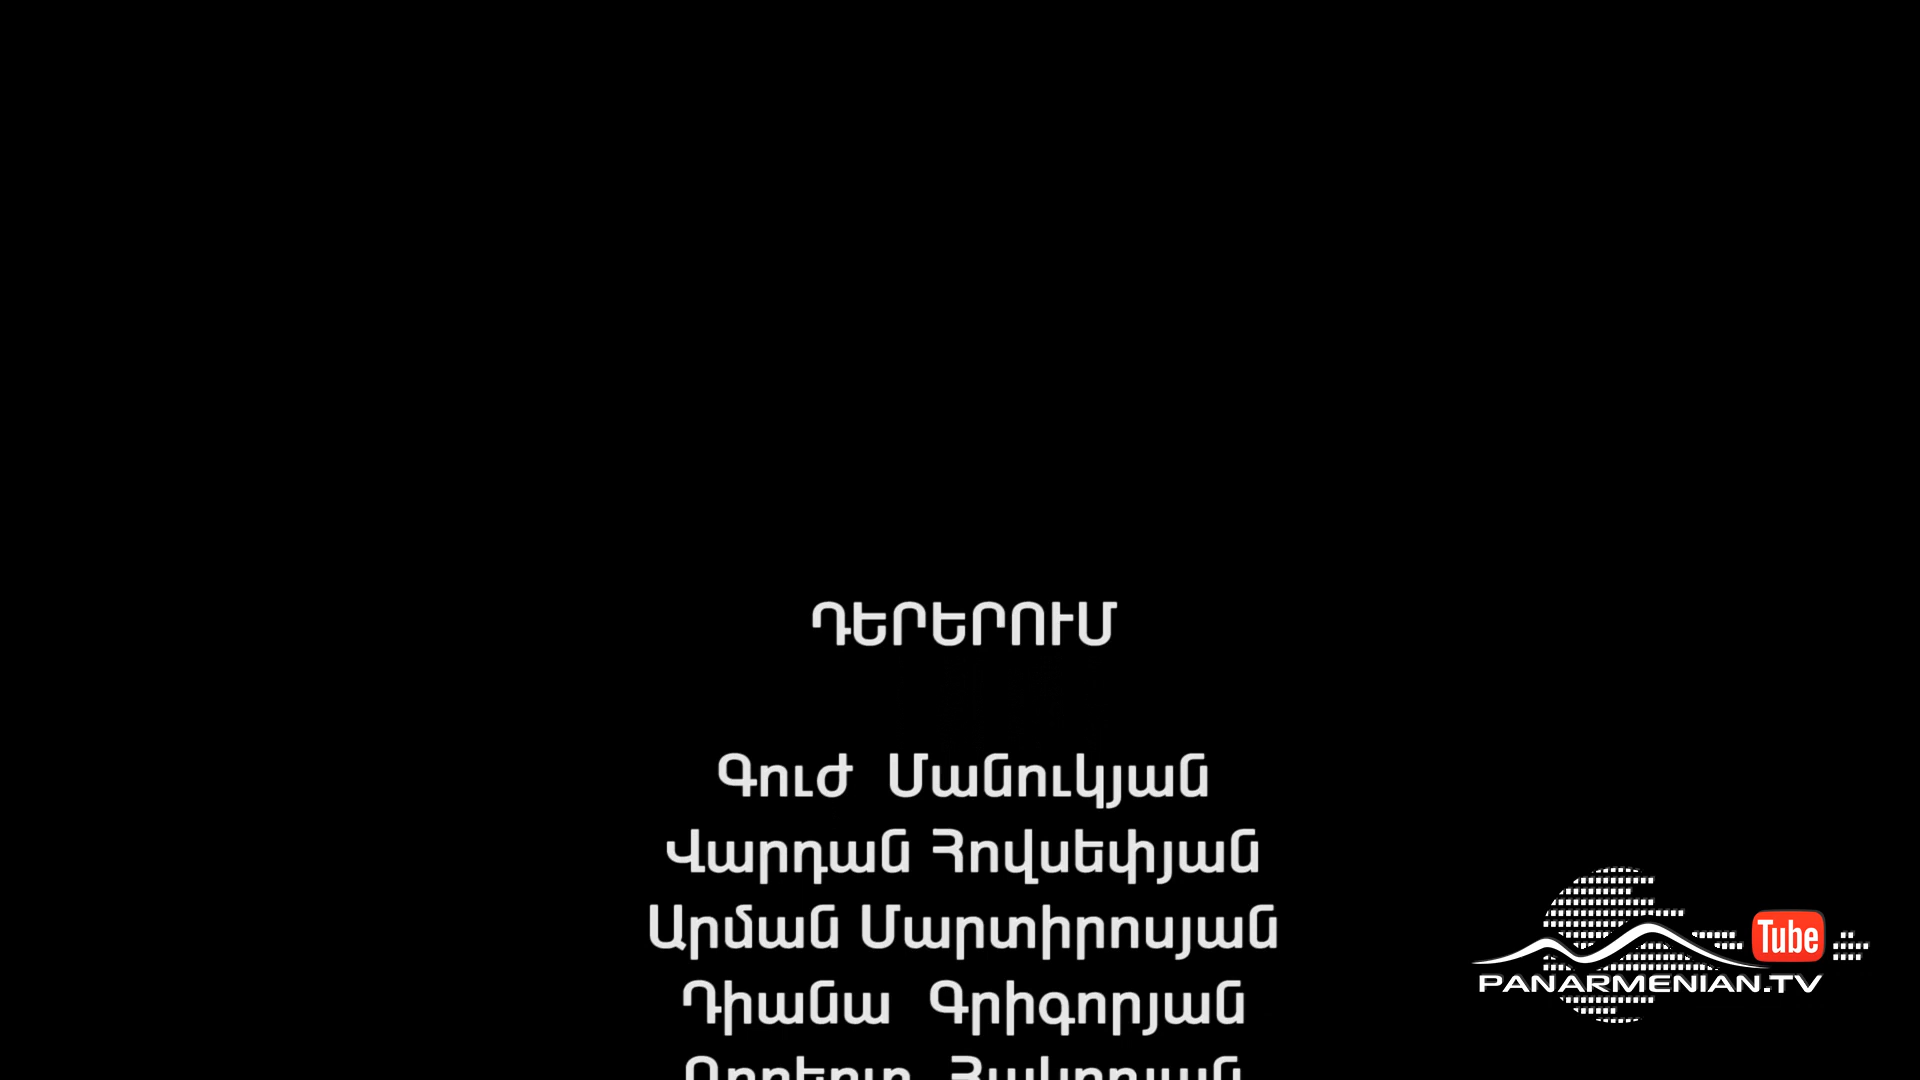 ԴԵՐԵՐՈՒՄ
Գուժ Մանուկյան
Վարդան Հովսեփյան
Արման Մարտիրոսյան
Դիանա Գրիգորյան
Tube
PANARMENIAN.TV